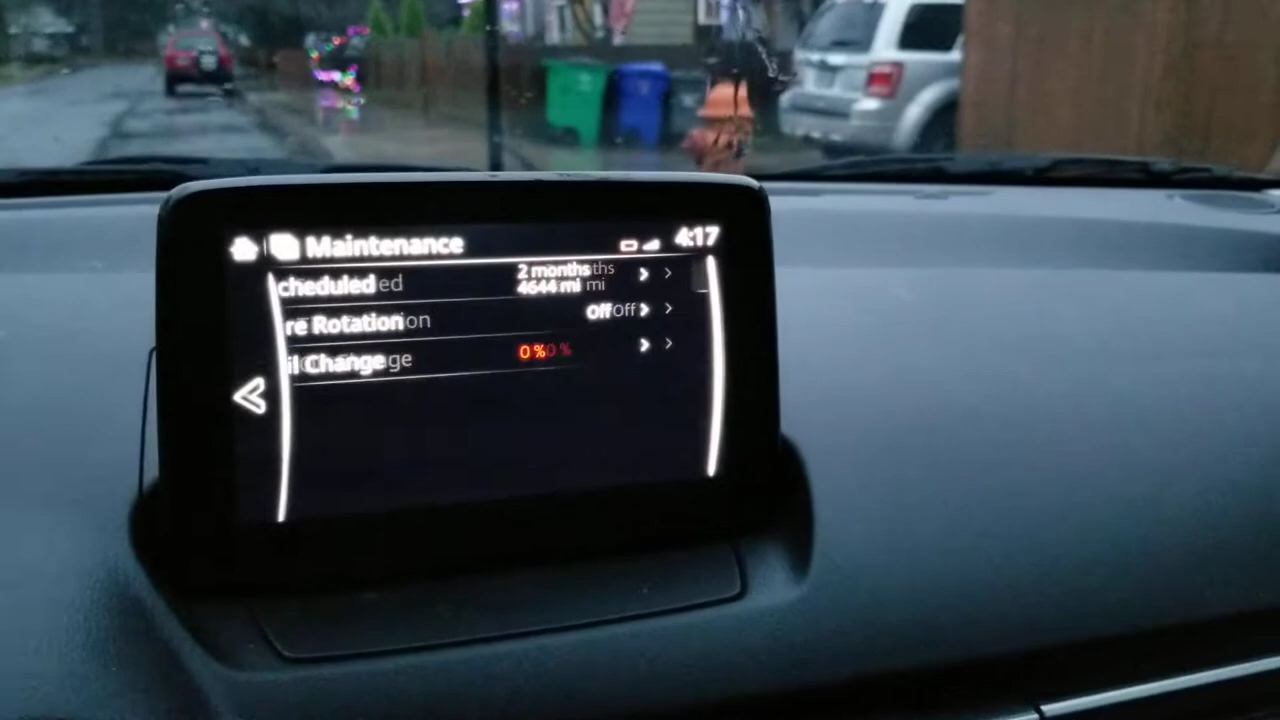 Maintenance 4:17
cheduled 2 months
4644 mi
re Rotation Off
il Change 0 %